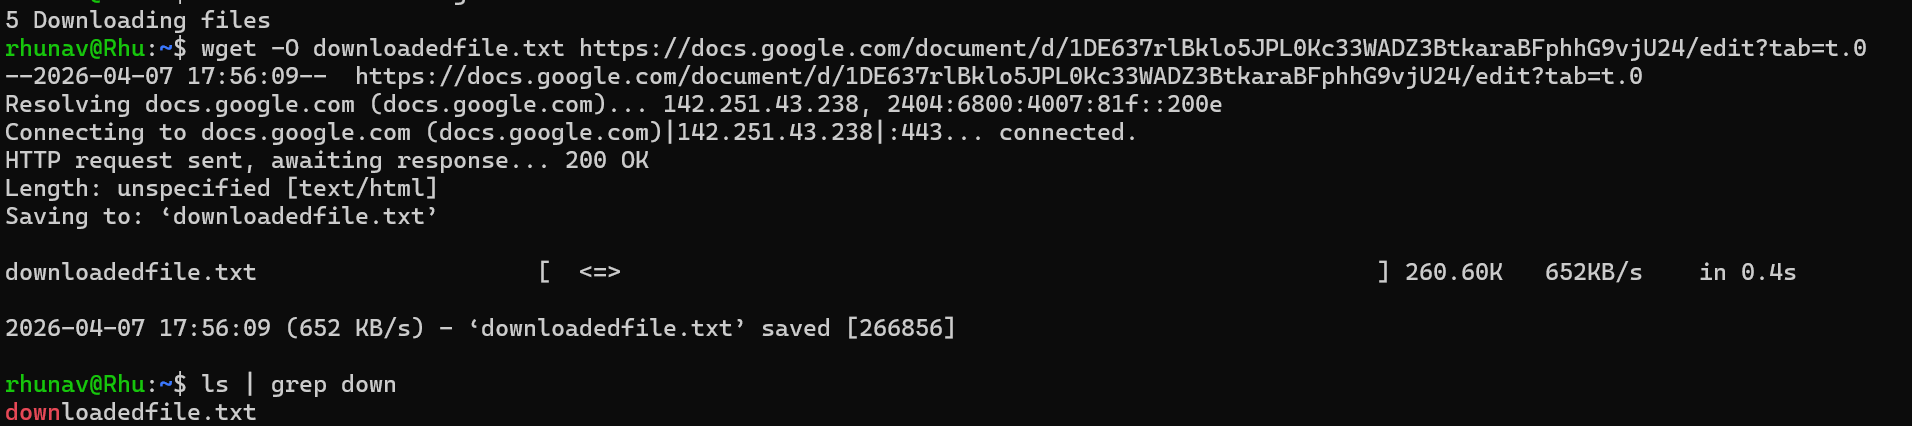 5 Downloading files
rhunav@Rhu:~$ wget -O downloadedfile.txt https://docs.google.com/document/d/1DE637rlBklo5JPL0Kc33WADZ3BtkaraBFphhG9vjU24/edit?tab=t.0
--2026-04-07 17:56:09--  https://docs.google.com/document/d/1DE637rlBklo5JPL0Kc33WADZ3BtkaraBFphhG9vjU24/edit?tab=t.0
Resolving docs.google.com (docs.google.com)... 142.251.43.238, 2404:6800:4007:81f::200e
Connecting to docs.google.com (docs.google.com)|142.251.43.238|:443... connected.
HTTP request sent, awaiting response... 200 OK
Length: unspecified [text/html]
Saving to: ‘downloadedfile.txt’
downloadedfile.txt                    [  <=>                                                      ] 260.60K   652KB/s    in 0.4s
2026-04-07 17:56:09 (652 KB/s) - ‘downloadedfile.txt’ saved [266856]
rhunav@Rhu:~$ ls | grep down
downloadedfile.txt